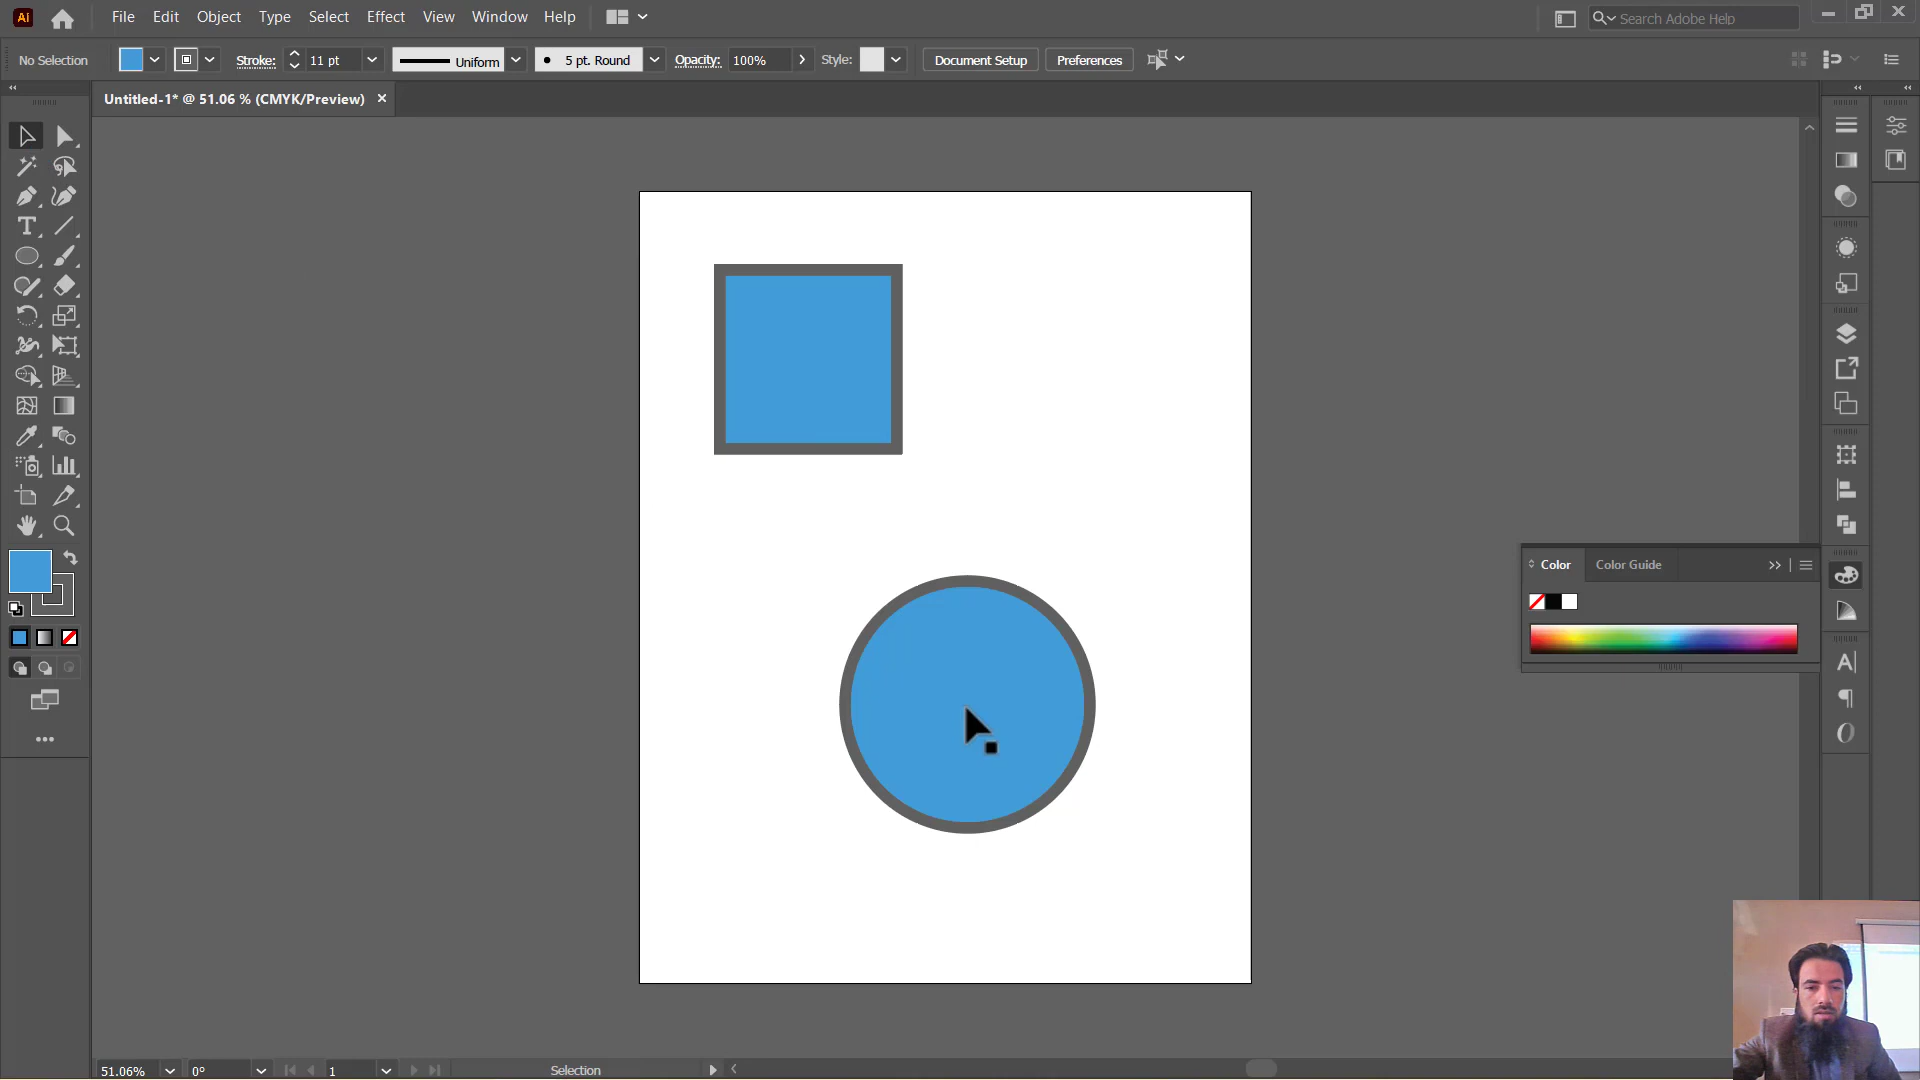 Ai File Edit Object Type Select Effect View Window Help Search Adobe Help
No Selection Stroke: 11 pt Uniform 5 pt. Round Opacity: 100% Style: Document Setup Preferences
Untitled-1* @ 51.06 % (CMYK/Preview)
Color Color Guide
51.06% 0° 1 Selection